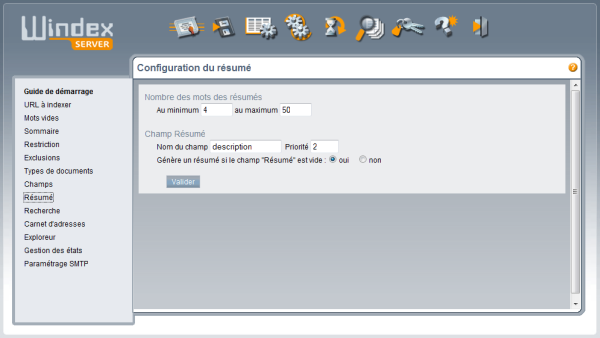 Windex
SERVER
Configuration du résumé
Guide de démarrage
URL à indexer
Mots vides
Sommaire
Restriction
Exclusions
Types de documents
Champs
Résumé
Recherche
Carnet d'adresses
Exploreur
Gestion des états
Paramétrage SMTP
Nombre des mots des résumés
Au minimum 4 au maximum 50
Champ Résumé
Nom du champ description Priorité 2
Génère un résumé si le champ "Résumé" est vide : oui non
Valider